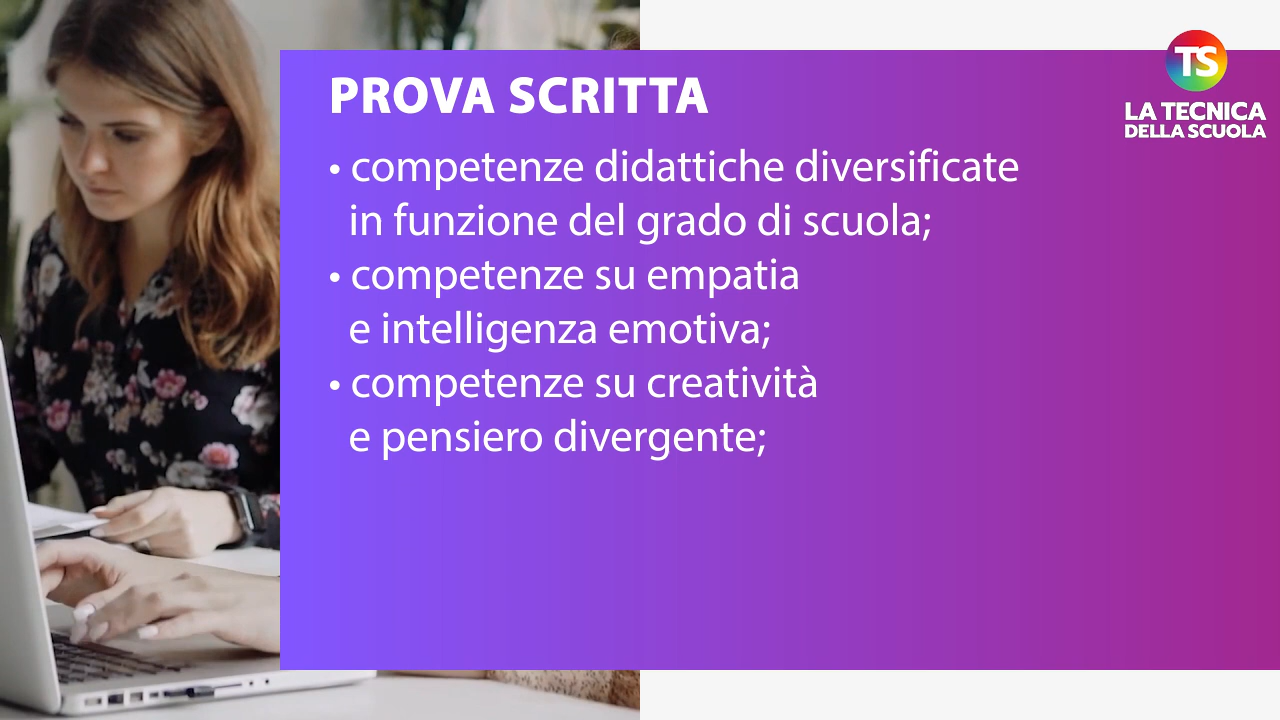 PROVA SCRITTA
• competenze didattiche diversificate
in funzione del grado di scuola;
• competenze su empatia
e intelligenza emotiva;
• competenze su creatività
e pensiero divergente;
TS
LA TECNICA
DELLA SCUOLA